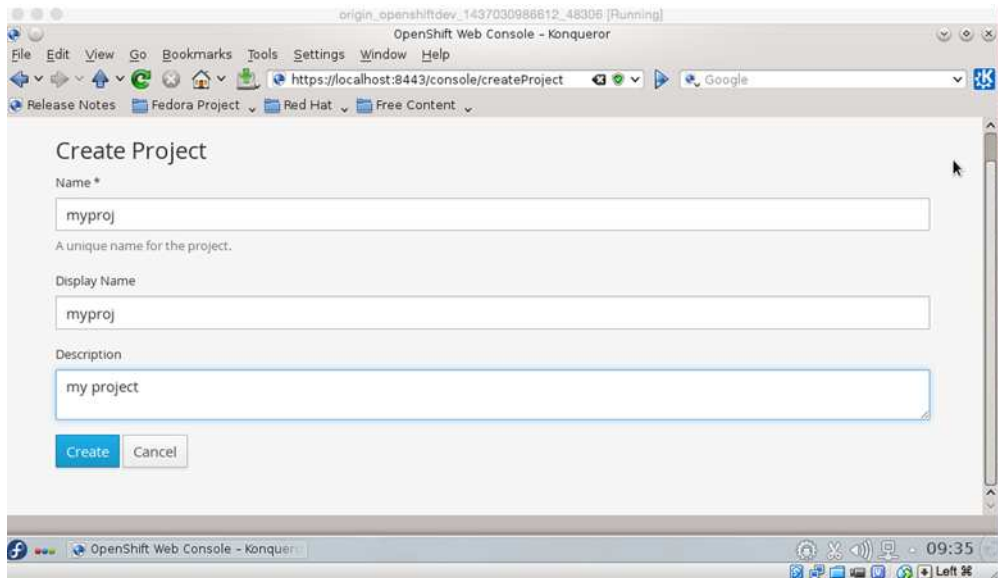 origin_openshiftdev_1437030986612_48306 [Running]
OpenShift Web Console – Konqueror
File Edit View Go Bookmarks Tools Settings Window Help
https://localhost:8443/console/createProject Google
Release Notes Fedora Project Red Hat Free Content
Create Project
Name *
myproj
A unique name for the project.
Display Name
myproj
Description
my project
Create Cancel
OpenShift Web Console – Konquer
09:35
Left ⌘